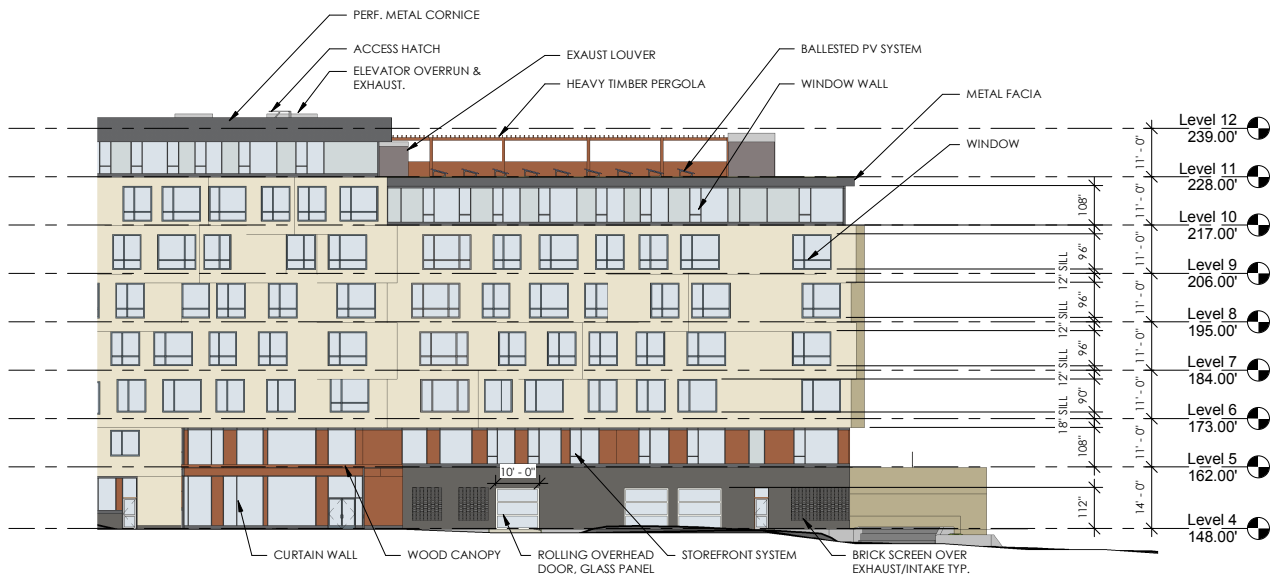 PERF. METAL CORNICE
ACCESS HATCH
ELEVATOR OVERRUN &
EXHAUST.
EXAUST LOUVER
HEAVY TIMBER PERGOLA
BALLESTED PV SYSTEM
WINDOW WALL
METAL FACIA
WINDOW
Level 12
239.00'
11' - 0"
Level 11
228.00'
108"
11' - 0"
Level 10
217.00'
96"
11' - 0"
12" SILL
Level 9
206.00'
96"
11' - 0"
12" SILL
Level 8
195.00'
96"
11' - 0"
12" SILL
Level 7
184.00'
90"
11' - 0"
18" SILL
Level 6
173.00'
108"
11' - 0"
Level 5
162.00'
10' - 0"
112"
14' - 0"
Level 4
148.00'
CURTAIN WALL
WOOD CANOPY
ROLLING OVERHEAD
DOOR, GLASS PANEL
STOREFRONT SYSTEM
BRICK SCREEN OVER
EXHAUST/INTAKE TYP.